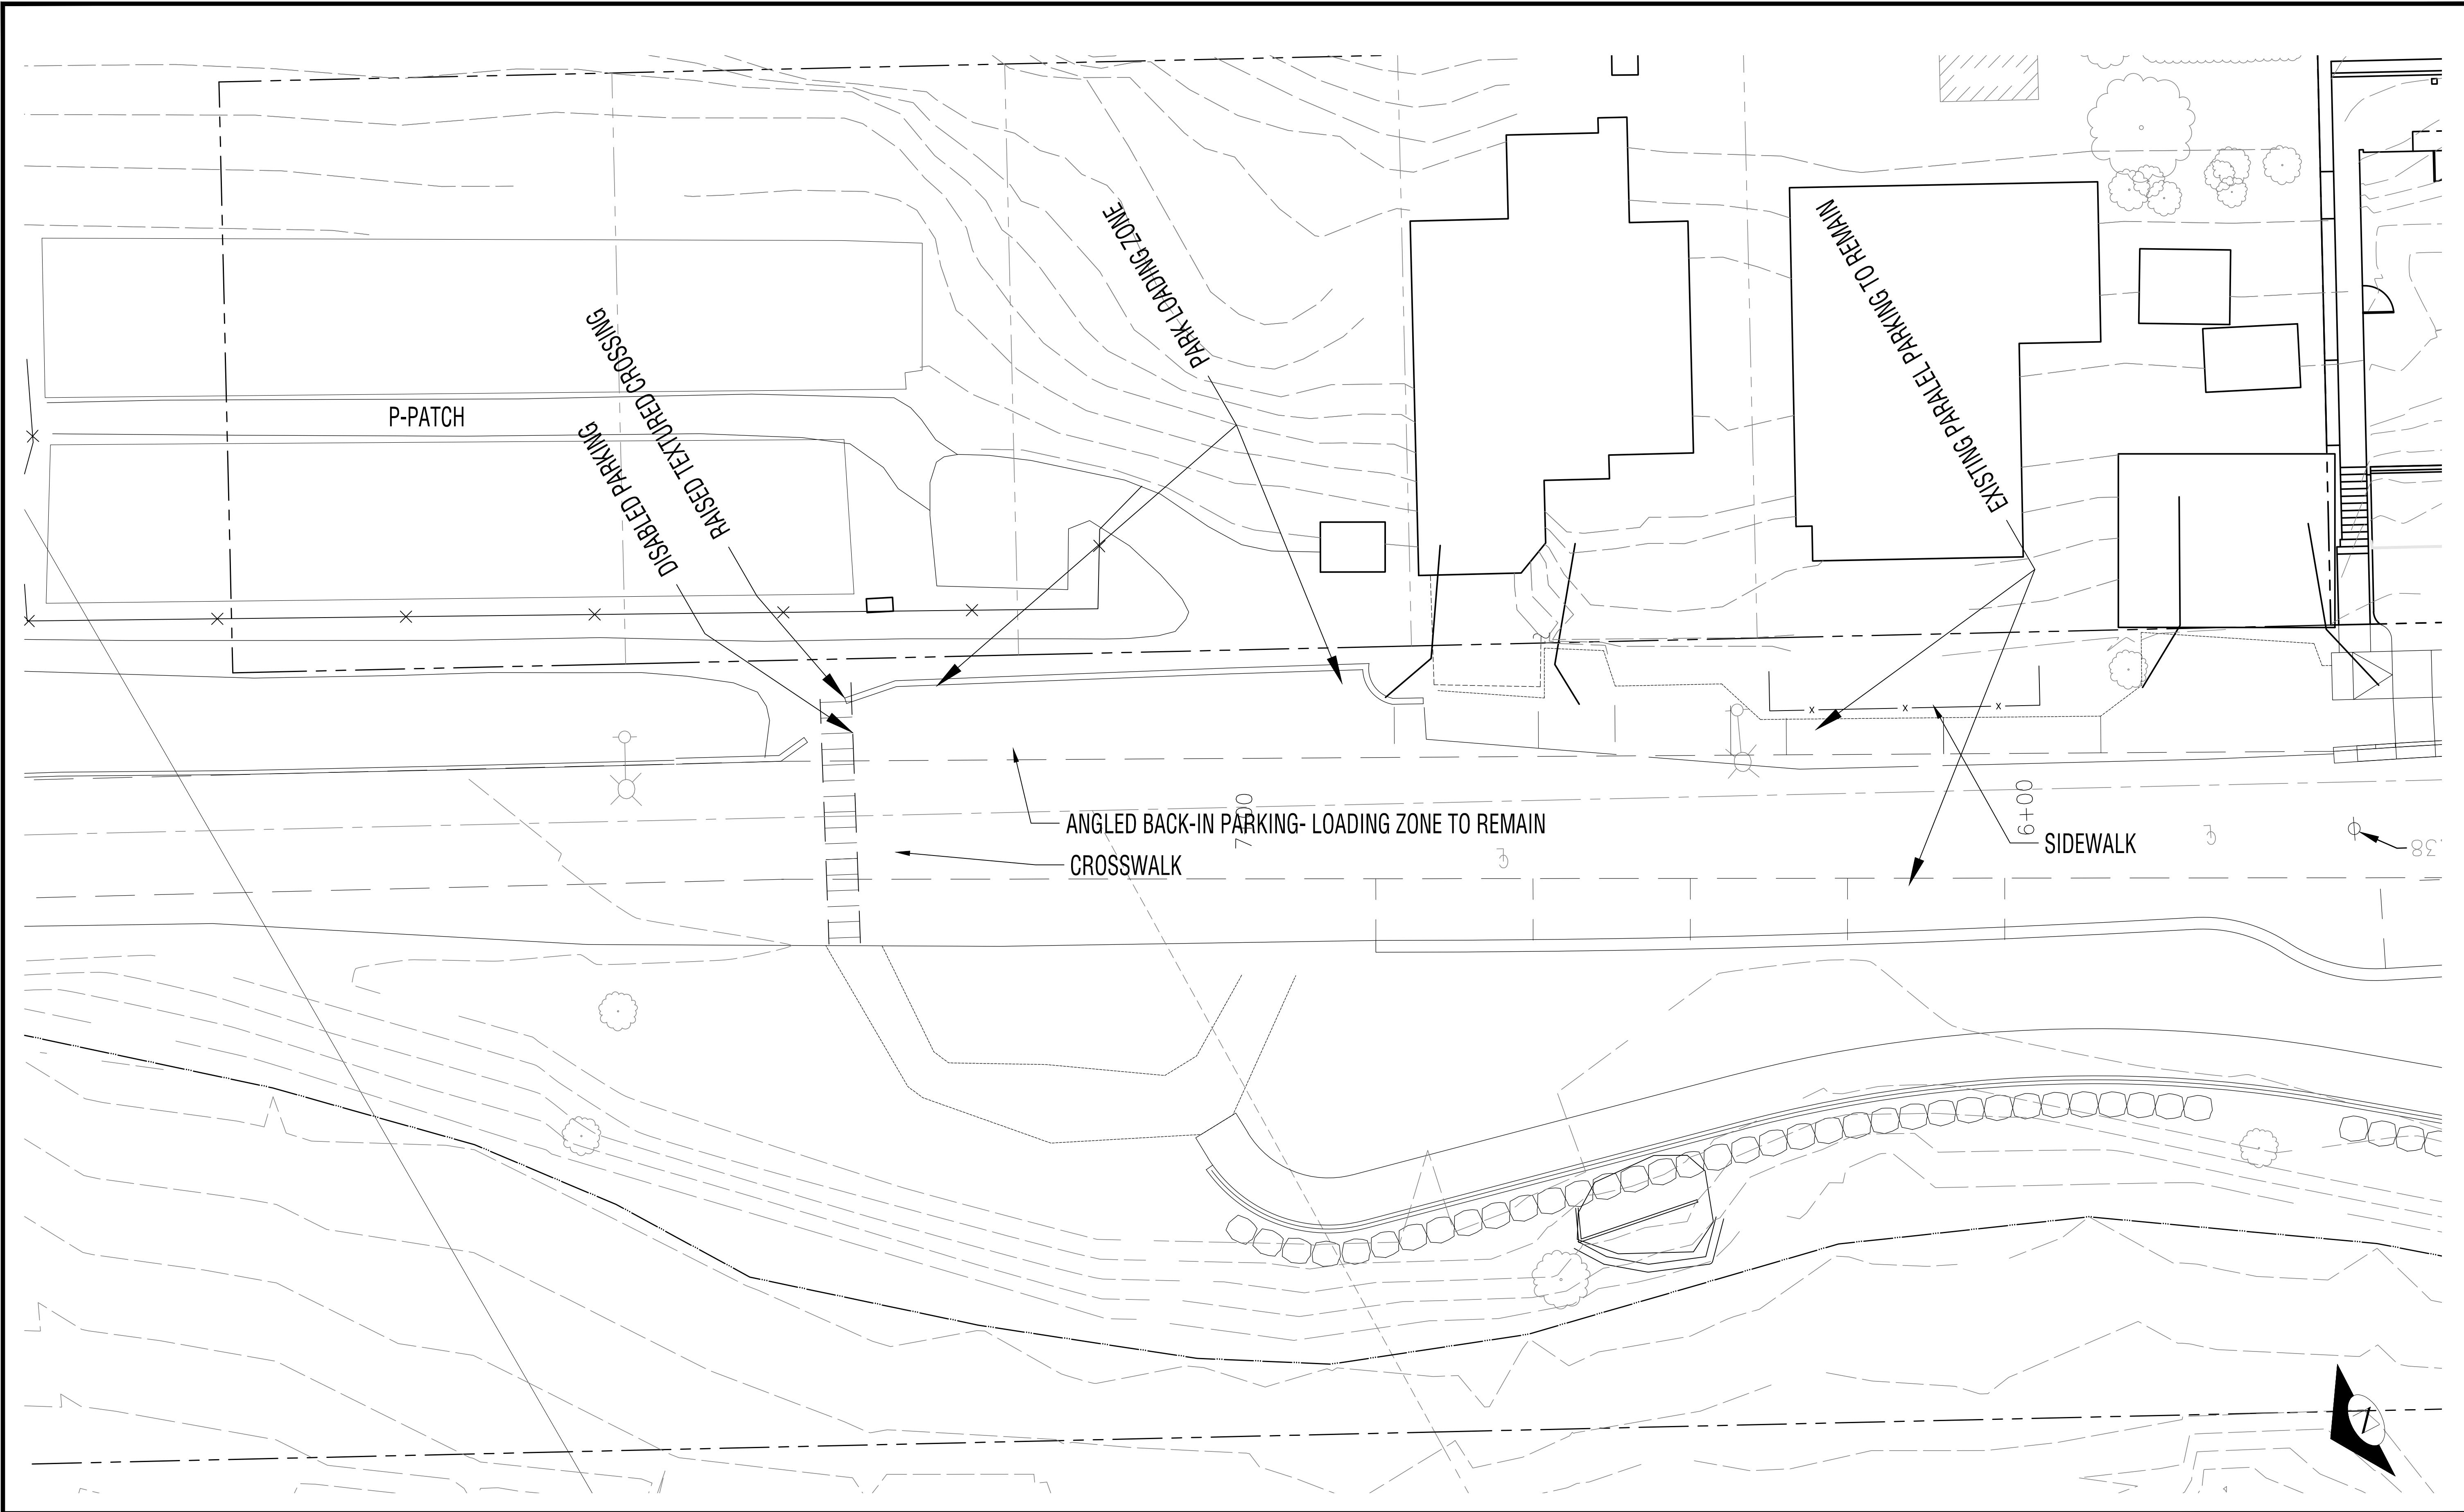 PARK LOADING ZONE
EXISTING PARALEL PARKING TO REMAIN
RAISED TEXTURED CROSSING
P-PATCH
DISABLED PARKING
7+00
ANGLED BACK-IN PARKING- LOADING ZONE TO REMAIN
6+00
SIDEWALK
CROSSWALK